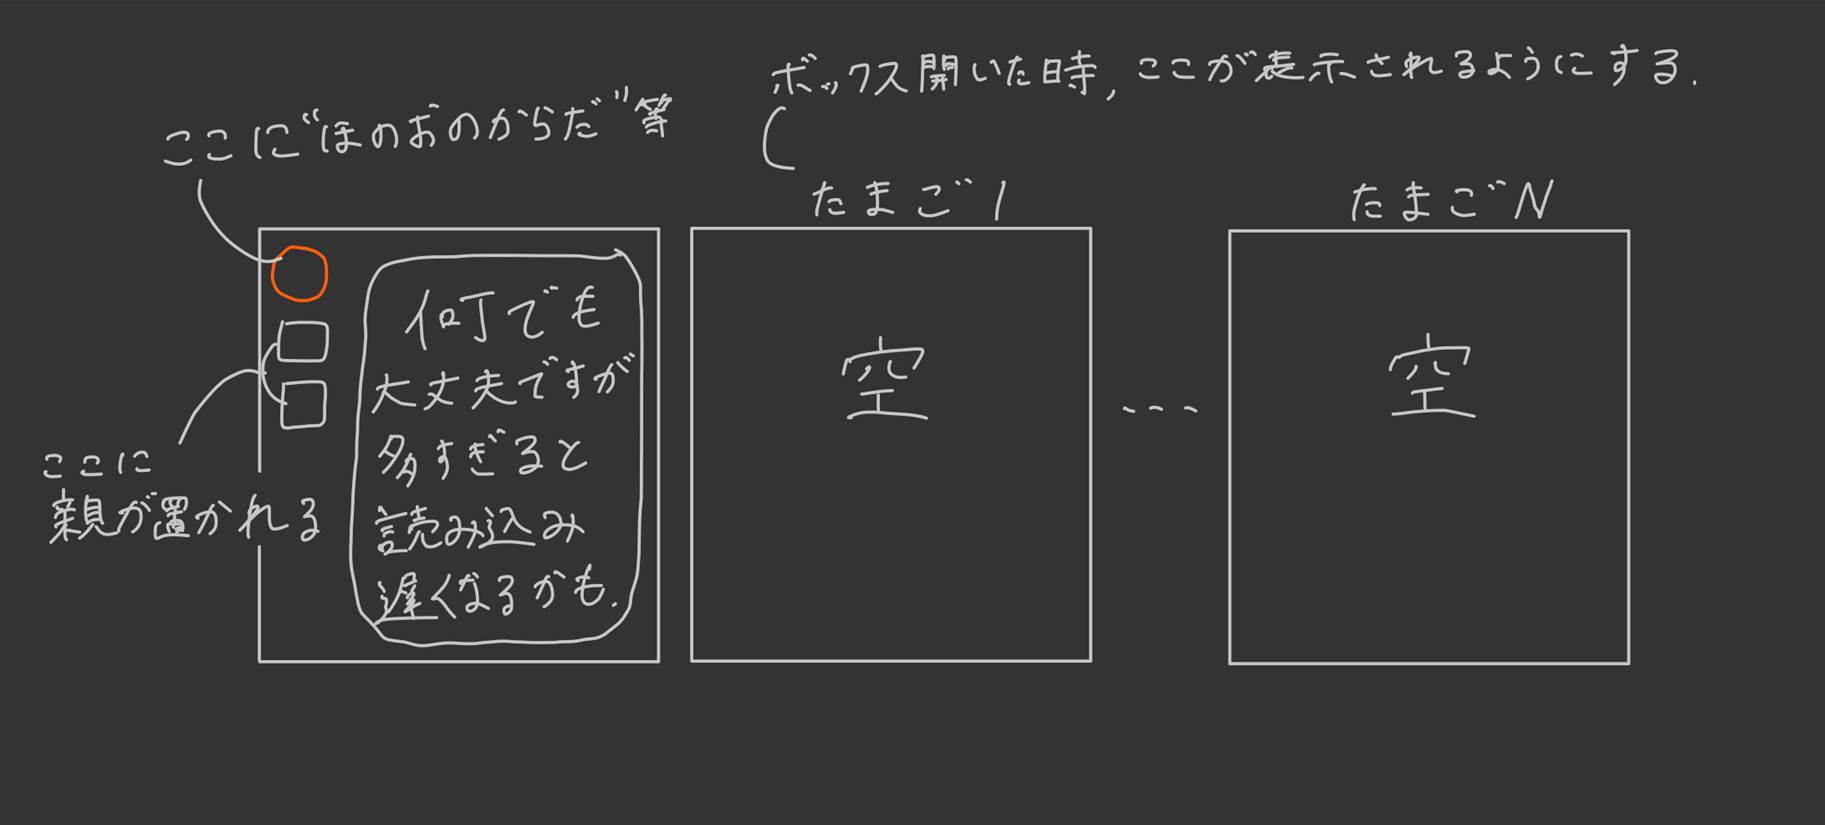 ボックス開いた時,ここが表示されるようにする.
ここに“ほのおのからだ”等
たまご1
たまごN
何でも
大丈夫ですが
多すぎると
読み込み
遅くなるかも.
空
・・・
空
ここに
親が置かれる